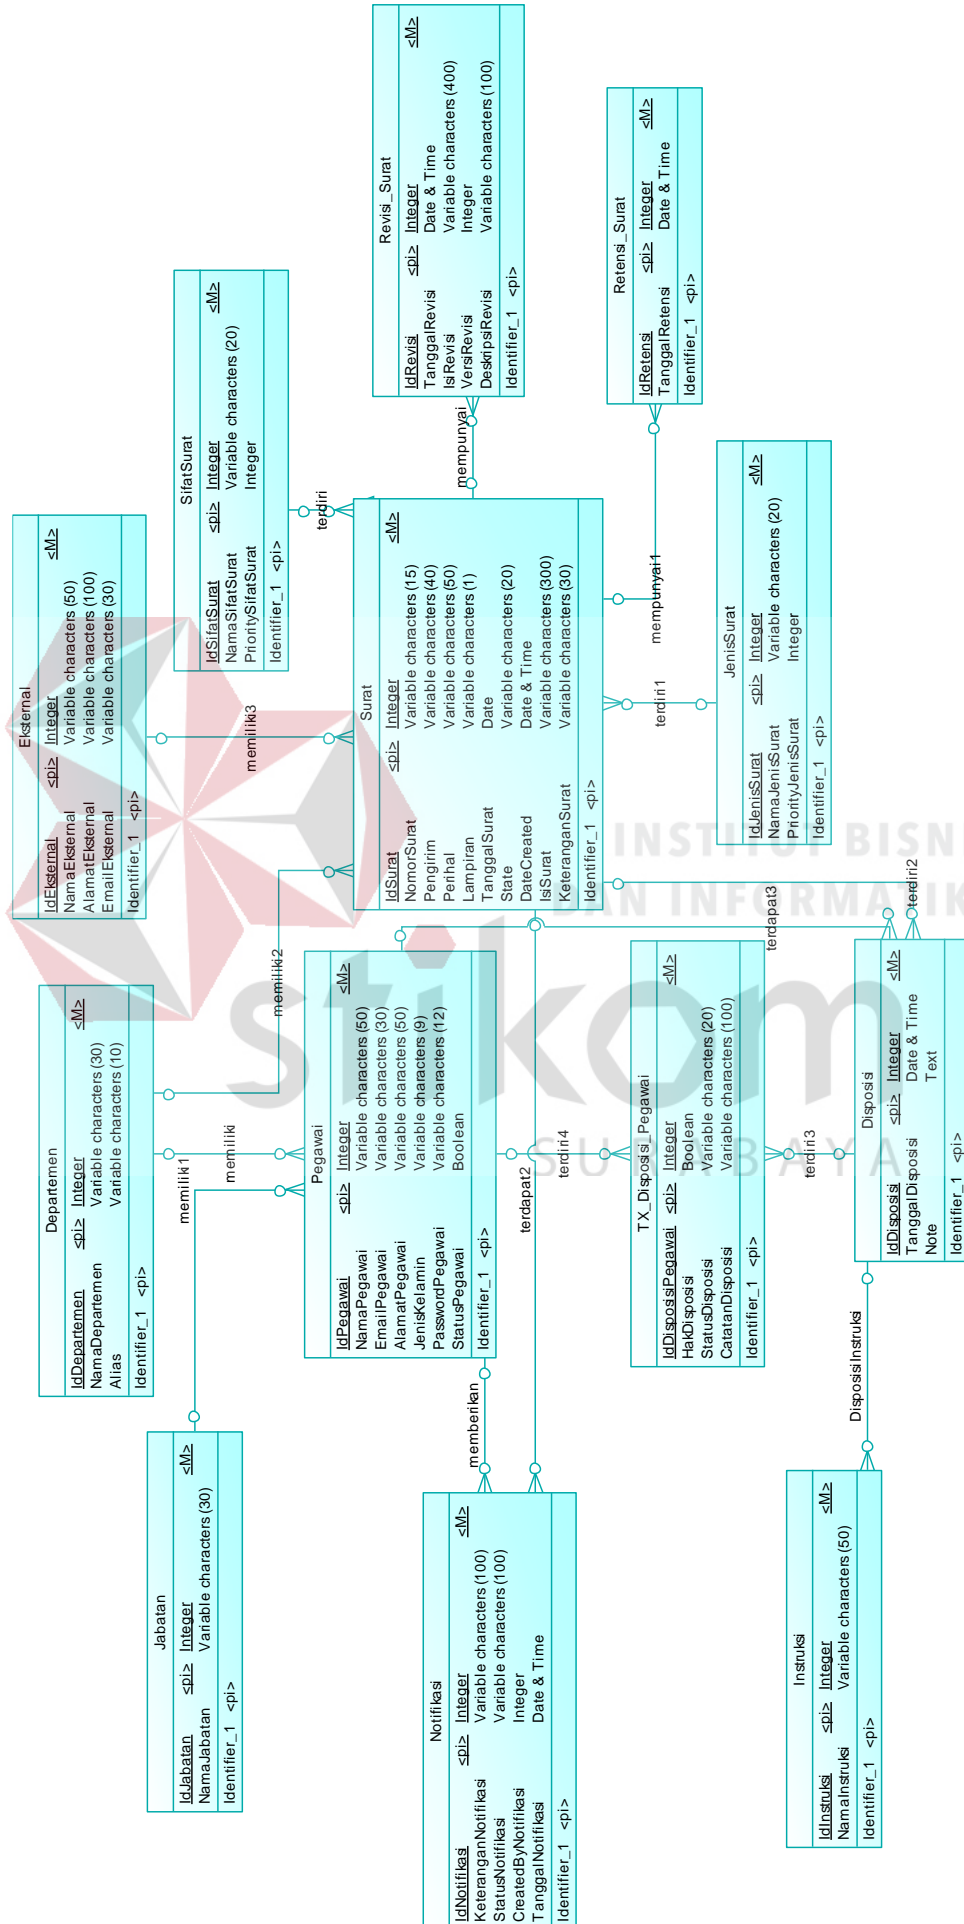 Jabatan
IdJabatan <pi> Integer <M>
NamaJabatan Variable characters (30)
Identifier_1 <pi>
Departemen
IdDepartemen <pi> Integer <M>
NamaDepartemen Variable characters (30)
Alias Variable characters (10)
Identifier_1 <pi>
Eksternal
IdEksternal <pi> Integer <M>
NamaEksternal Variable characters (50)
AlamatEksternal Variable characters (100)
EmailEksternal Variable characters (30)
Identifier_1 <pi>
SifatSurat
IdSifatSurat <pi> Integer <M>
NamaSifatSurat Variable characters (20)
PrioritySifatSurat Integer
Identifier_1 <pi>
Revisi_Surat
IdRevisi <pi> Integer <M>
TanggalRevisi Date & Time
IsiRevisi Variable characters (400)
VersiRevisi Integer
DeskripsiRevisi Variable characters (100)
Identifier_1 <pi>
memiliki1
memiliki
memiliki2
memiliki3
terdiri
mempunyai
Pegawai
IdPegawai <pi> Integer <M>
NamaPegawai Variable characters (50)
EmailPegawai Variable characters (30)
AlamatPegawai Variable characters (50)
JenisKelamin Variable characters (9)
PasswordPegawai Variable characters (12)
StatusPegawai Boolean
Identifier_1 <pi>
Surat
IdSurat <pi> Integer <M>
NomorSurat Variable characters (15)
Pengirim Variable characters (40)
Perihal Variable characters (50)
Lampiran Variable characters (1)
TanggalSurat Date
State Variable characters (20)
DateCreated Date & Time
IsiSurat Variable characters (300)
KeteranganSurat Variable characters (30)
Identifier_1 <pi>
Notifikasi
IdNotifikasi <pi> Integer <M>
KeteranganNotifikasi Variable characters (100)
StatusNotifikasi Variable characters (100)
CreatedByNotifikasi Integer
TanggalNotifikasi Date & Time
Identifier_1 <pi>
memberikan
terdapat2
terdiri4
mempunyai1
terdiri1
Retensi_Surat
IdRetensi <pi> Integer <M>
TanggalRetensi Date & Time
Identifier_1 <pi>
TX_Disposisi_Pegawai
IdDisposisiPegawai <pi> Integer <M>
HakDisposisi Boolean
StatusDisposisi Variable characters (20)
CatatanDisposisi Variable characters (100)
Identifier_1 <pi>
JenisSurat
IdJenisSurat <pi> Integer <M>
NamaJenisSurat Variable characters (20)
PriorityJenisSurat Integer
Identifier_1 <pi>
terdapat3
terdiri3
terdiri2
Instruksi
IdInstruksi <pi> Integer <M>
NamaInstruksi Variable characters (50)
Identifier_1 <pi>
DisposisiInstruksi
Disposisi
IdDisposisi <pi> Integer <M>
TanggalDisposisi Date & Time
Note Text
Identifier_1 <pi>
INSTITUT BISN
DAN INFORMATIK
stikom
SURABAYA